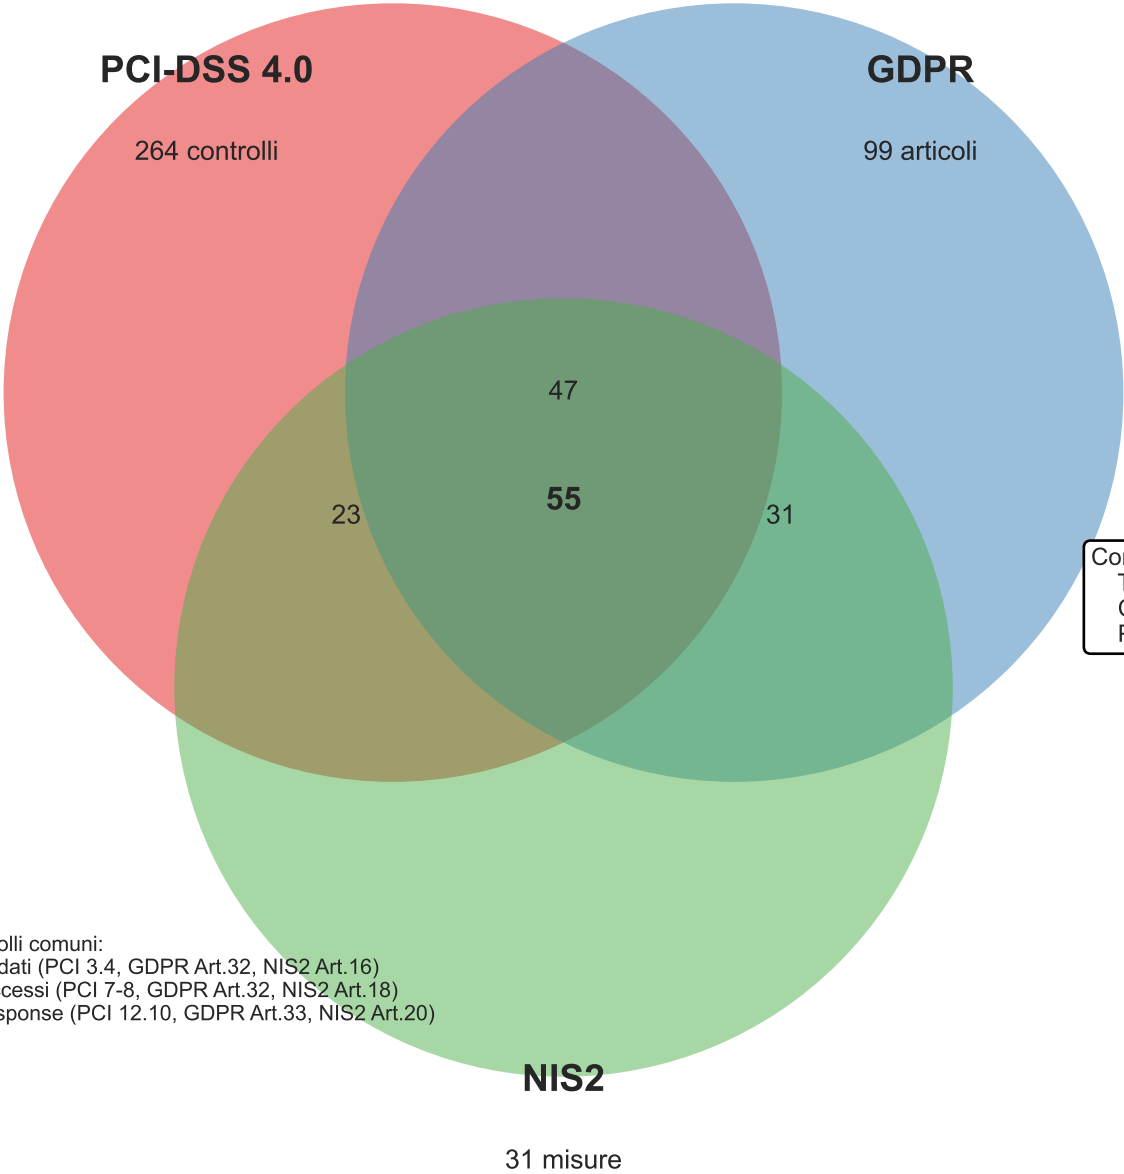 PCI-DSS 4.0
GDPR
264 controlli
99 articoli
47
55
23
31
olli comuni:
dati (PCI 3.4, GDPR Art.32, NIS2 Art.16)
ccessi (PCI 7-8, GDPR Art.32, NIS2 Art.18)
sponse (PCI 12.10, GDPR Art.33, NIS2 Art.20)
NIS2
31 misure